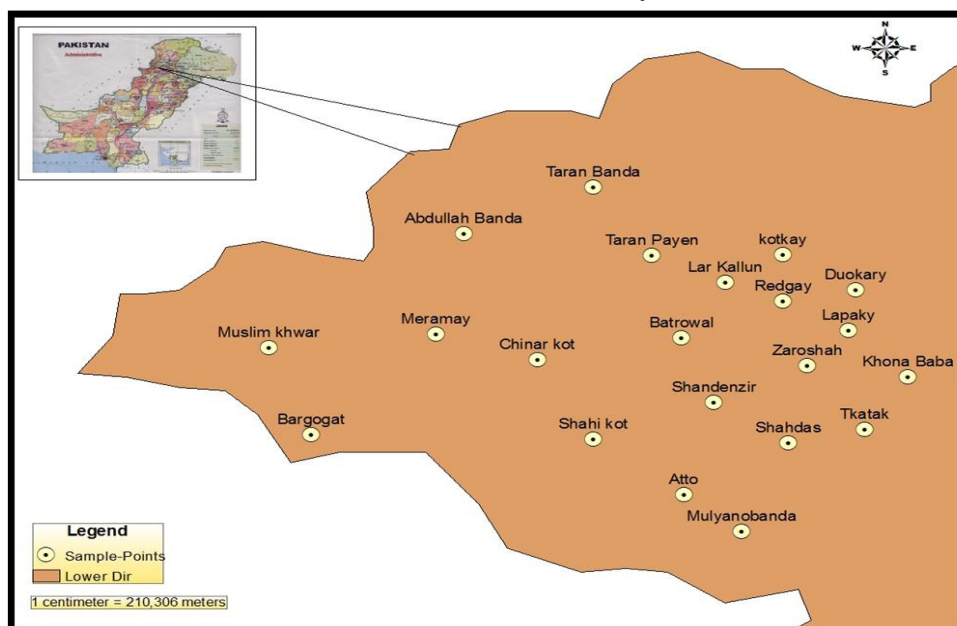 PAKISTAN
Administrative
N
W E
S
Taran Banda
Abdullah Banda
Taran Payen
kotkay
Lar Kallun
Duokary
Redgay
Lapaky
Meramay
Muslim khwar
Batrowal
Chinar kot
Zaroshah
Khona Baba
Shandenzir
Tkatak
Bargogat
Shahi kot
Shahdas
Atto
Mulyanobanda
Legend
Sample-Points
Lower Dir
1 centimeter = 210,306 meters